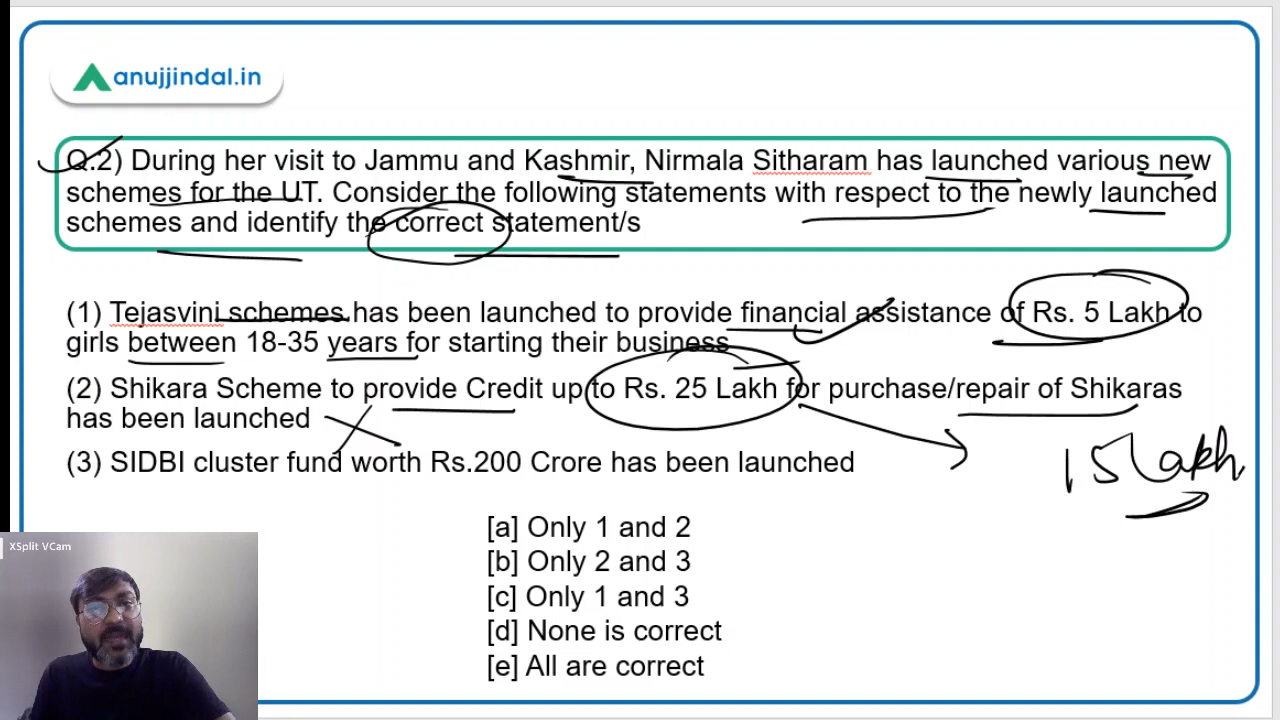 anujjindal.in
Q.2) During her visit to Jammu and Kashmir, Nirmala Sitharam has launched various new
schemes for the UT. Consider the following statements with respect to the newly launched
schemes and identify the correct statement/s
(1) Tejasvini schemes has been launched to provide financial assistance of Rs. 5 Lakh to
girls between 18-35 years for starting their business
(2) Shikara Scheme to provide Credit up to Rs. 25 Lakh for purchase/repair of Shikaras
has been launched
15 lakh
(3) SIDBI cluster fund worth Rs.200 Crore has been launched
[a] Only 1 and 2
[b] Only 2 and 3
[c] Only 1 and 3
[d] None is correct
[e] All are correct
XSplit VCam